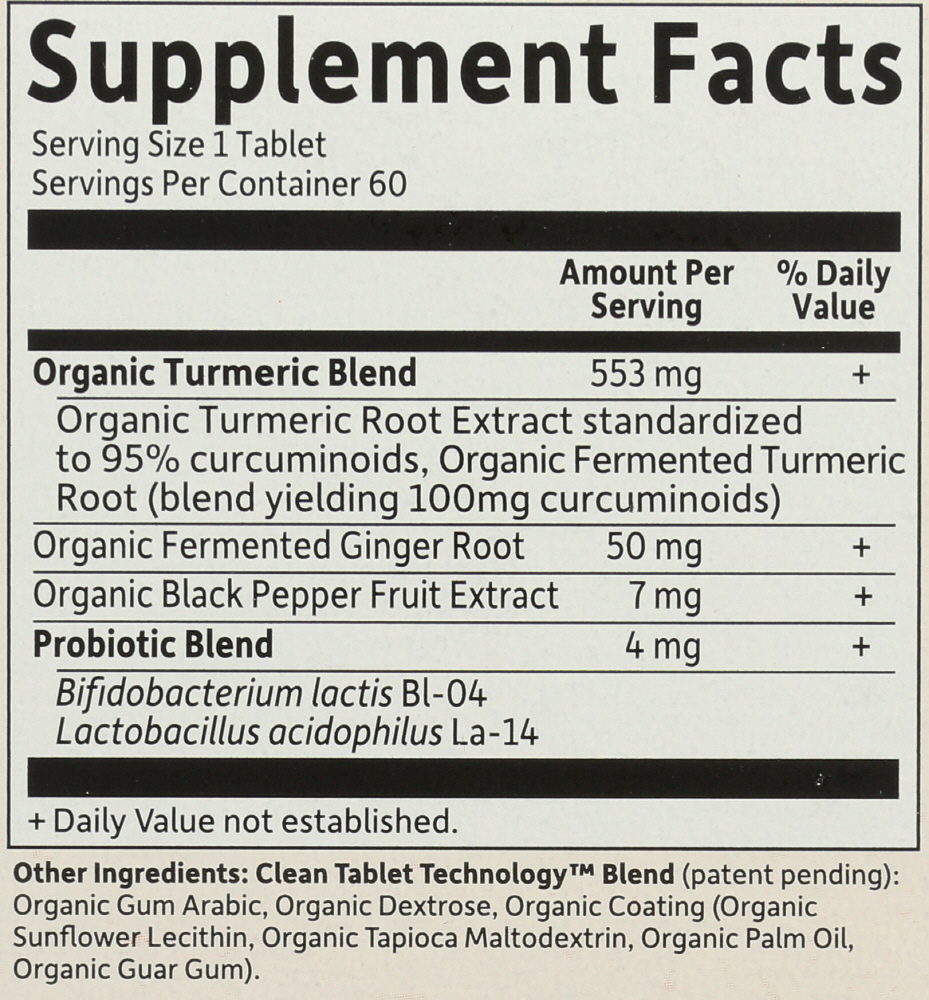 Supplement Facts
Serving Size 1 Tablet
Servings Per Container 60
Amount Per Serving % Daily Value
Organic Turmeric Blend 553 mg +
Organic Turmeric Root Extract standardized
to 95% curcuminoids, Organic Fermented Turmeric
Root (blend yielding 100mg curcuminoids)
Organic Fermented Ginger Root 50 mg +
Organic Black Pepper Fruit Extract 7 mg +
Probiotic Blend 4 mg +
Bifidobacterium lactis Bl-04
Lactobacillus acidophilus La-14
+ Daily Value not established.
Other Ingredients: Clean Tablet Technology™ Blend (patent pending):
Organic Gum Arabic, Organic Dextrose, Organic Coating (Organic
Sunflower Lecithin, Organic Tapioca Maltodextrin, Organic Palm Oil,
Organic Guar Gum).